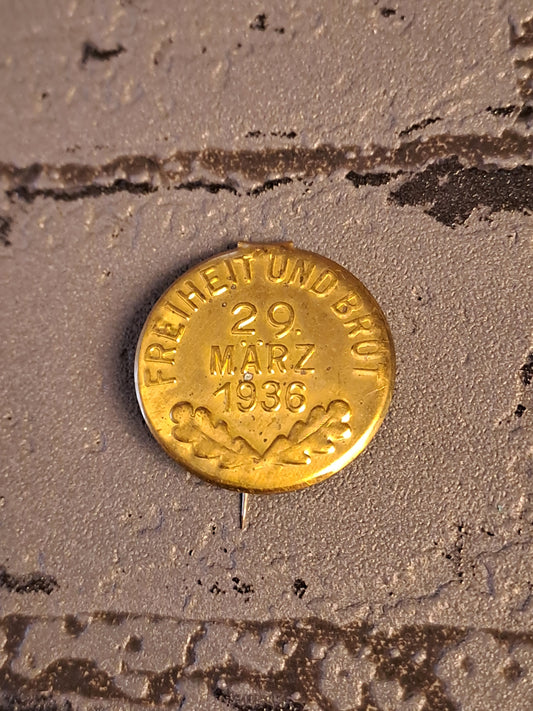 FREIHEIT UND BROT
29.
MÄRZ
1936